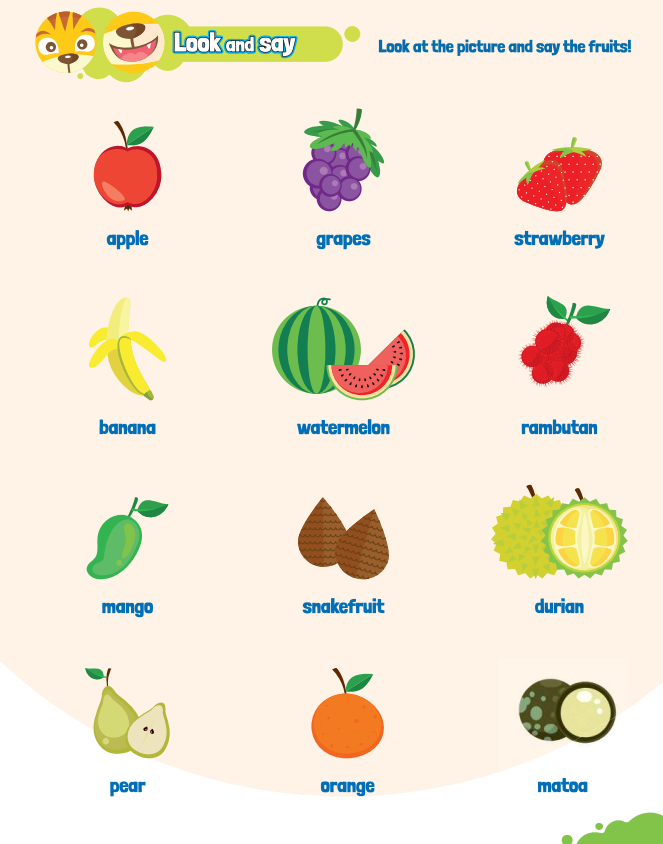 Look and say
Look at the picture and say the fruits!
apple
grapes
strawberry
banana
watermelon
rambutan
mango
snakefruit
durian
pear
orange
matoa